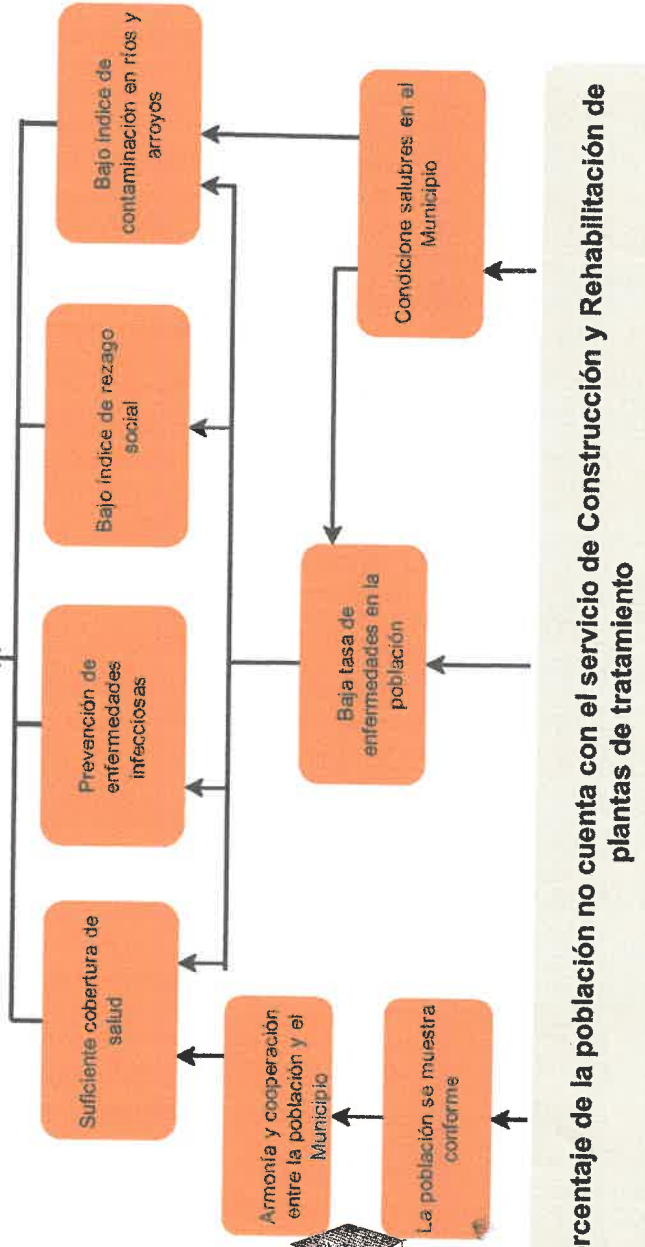 Suficiente cobertura de
salud
Prevención de
enfermedades
infecciosas
Bajo índice de rezago
social
Bajo índice de
contaminación en ríos y
arroyos
Armonía y cooperación
entre la población y el
Municipio
Baja tasa de
enfermedades en la
población
Condicione salubres en el
Municipio
La población se muestra
conforme
rcentaje de la población no cuenta con el servicio de Construcción y Rehabilitación de
plantas de tratamiento